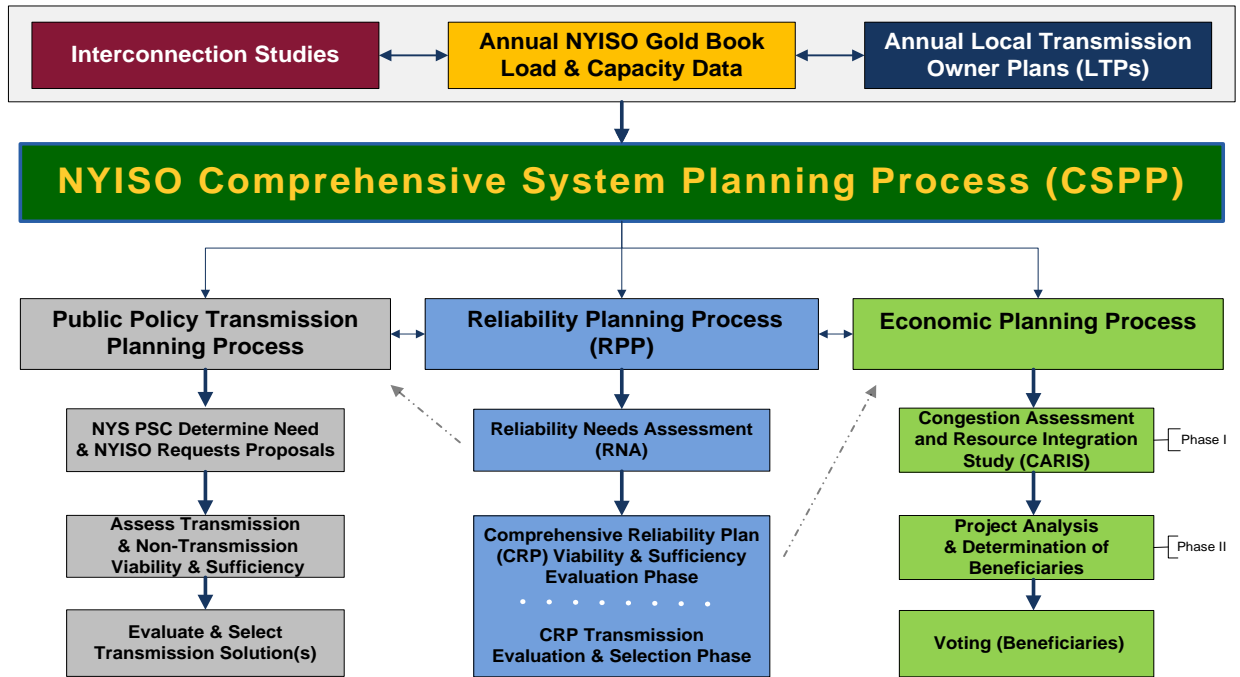 Interconnection Studies
Annual NYISO Gold Book
Load & Capacity Data
Annual Local Transmission
Owner Plans (LTPs)
NYISO Comprehensive System Planning Process (CSPP)
Public Policy Transmission
Planning Process
Reliability Planning Process
(RPP)
Economic Planning Process
NYS PSC Determine Need
& NYISO Requests Proposals
Reliability Needs Assessment
(RNA)
Congestion Assessment
and Resource Integration
Study (CARIS)
Phase I
Assess Transmission
& Non-Transmission
Viability & Sufficiency
Comprehensive Reliability Plan
(CRP) Viability & Sufficiency
Evaluation Phase
CRP Transmission
Evaluation & Selection Phase
Project Analysis
& Determination of
Beneficiaries
Phase II
Evaluate & Select
Transmission Solution(s)
Voting (Beneficiaries)